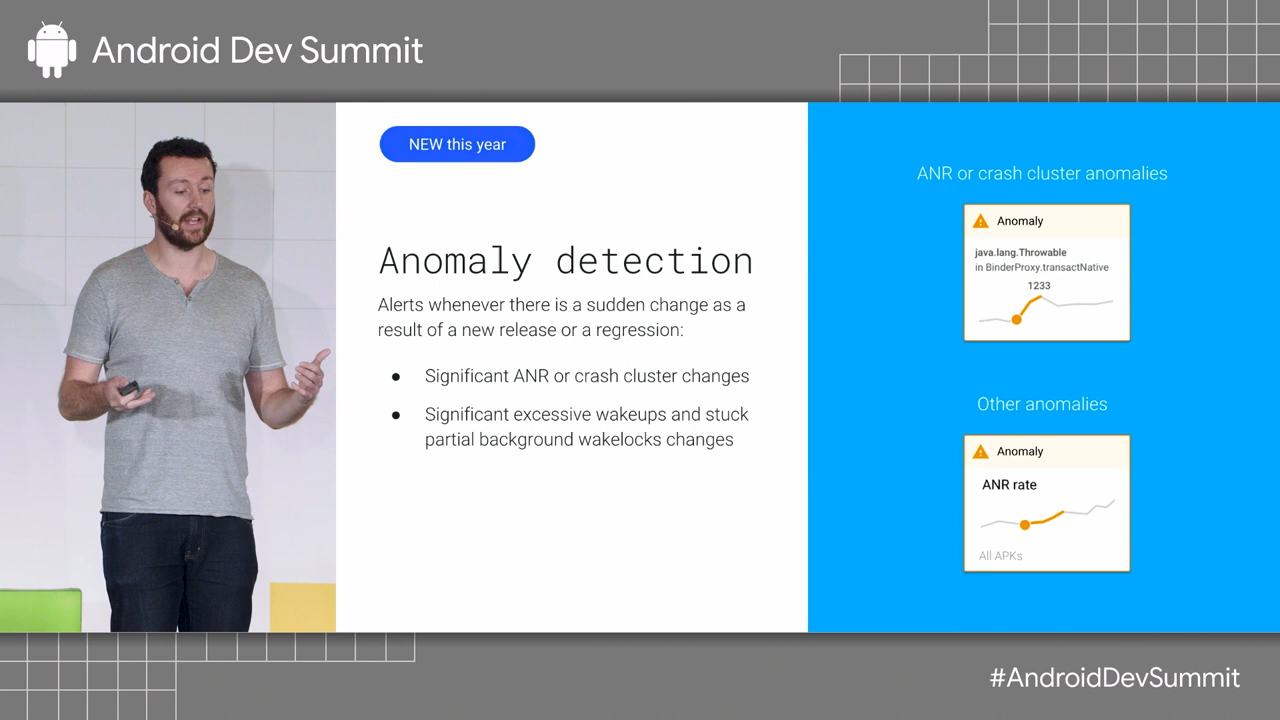 Android Dev Summit
NEW this year
Anomaly detection
Alerts whenever there is a sudden change as a
result of a new release or a regression:
● Significant ANR or crash cluster changes
● Significant excessive wakeups and stuck
partial background wakelocks changes
ANR or crash cluster anomalies
Anomaly
java.lang.Throwable
in BinderProxy.transactNative
1233
Other anomalies
Anomaly
ANR rate
All APKs
#AndroidDevSummit